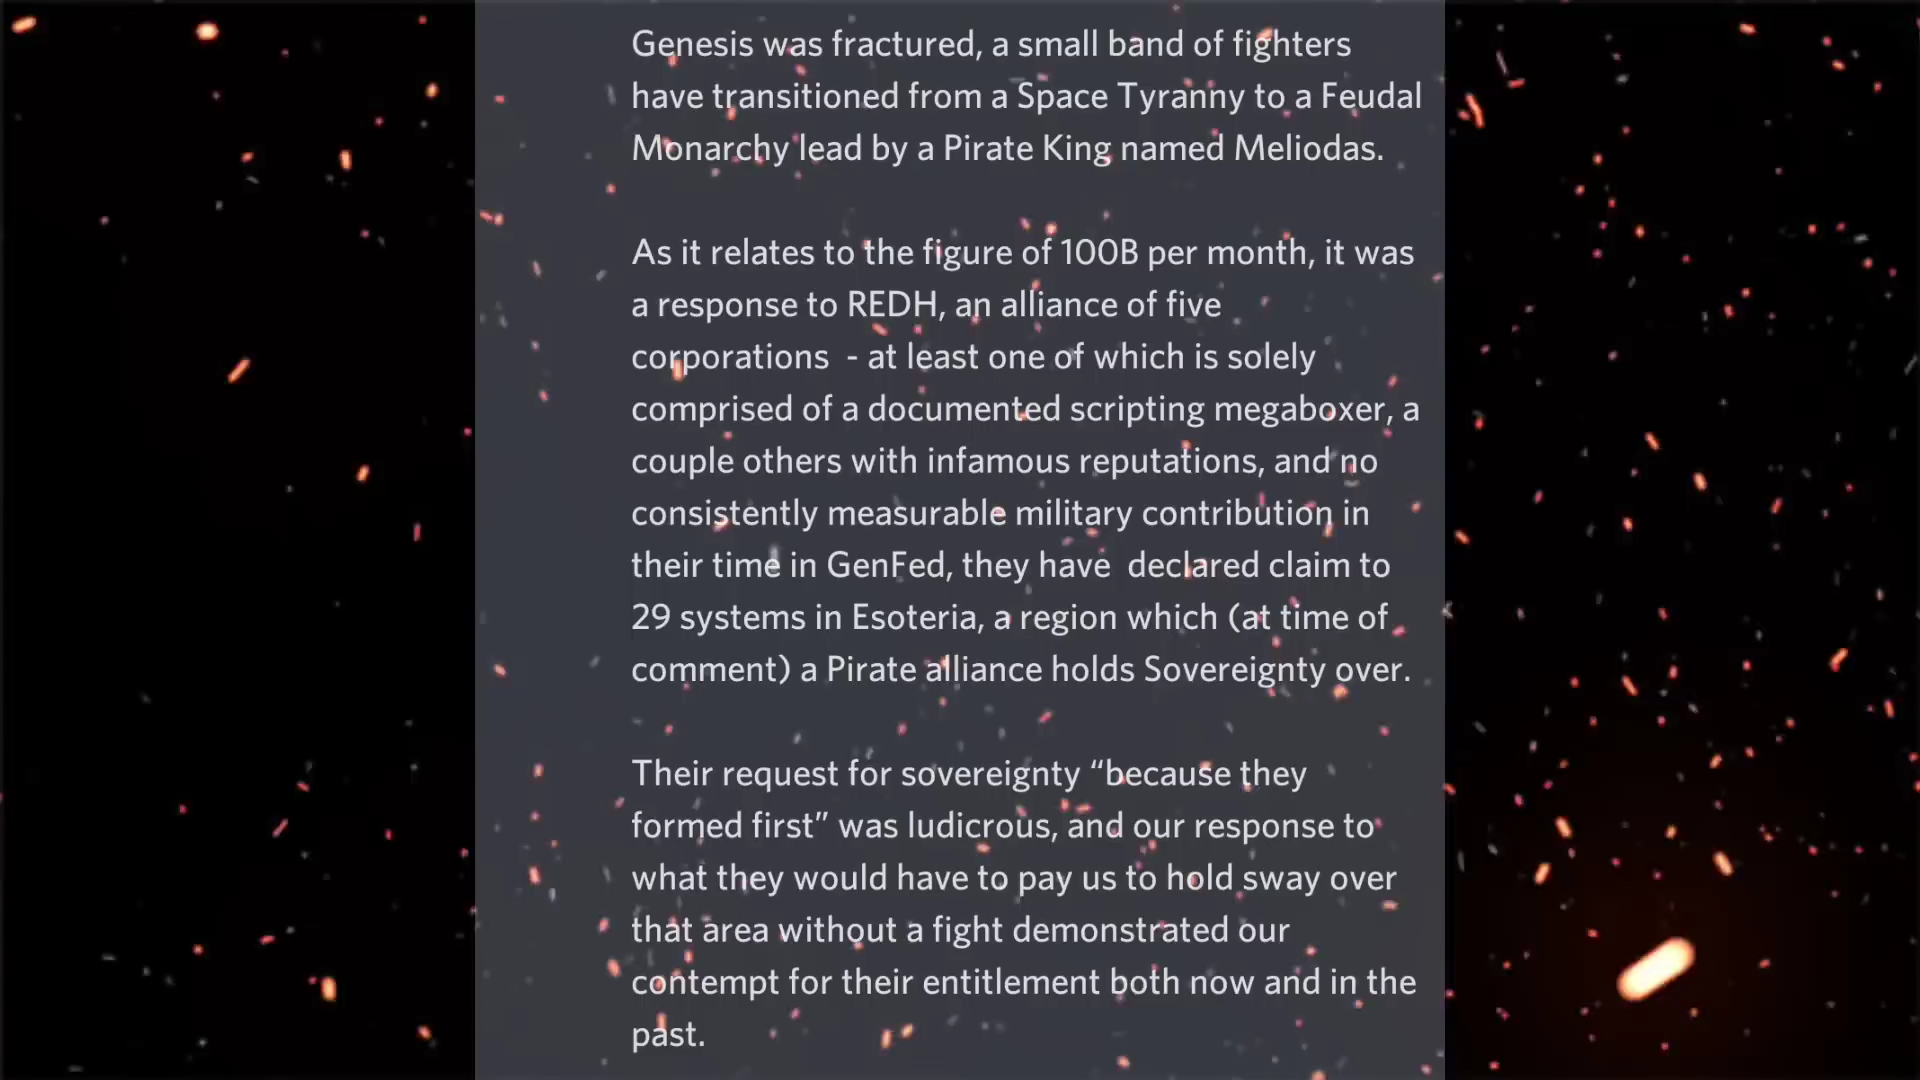 Genesis was fractured, a small band of fighters
have transitioned from a Space Tyranny to a Feudal
Monarchy lead by a Pirate King named Meliodas.
As it relates to the figure of 100B per month, it was
a response to REDH, an alliance of five
corporations - at least one of which is solely
comprised of a documented scripting megaboxer, a
couple others with infamous reputations, and no
consistently measurable military contribution in
their time in GenFed, they have declared claim to
29 systems in Esoteria, a region which (at time of
comment) a Pirate alliance holds Sovereignty over.
Their request for sovereignty “because they
formed first” was ludicrous, and our response to
what they would have to pay us to hold sway over
that area without a fight demonstrated our
contempt for their entitlement both now and in the
past.